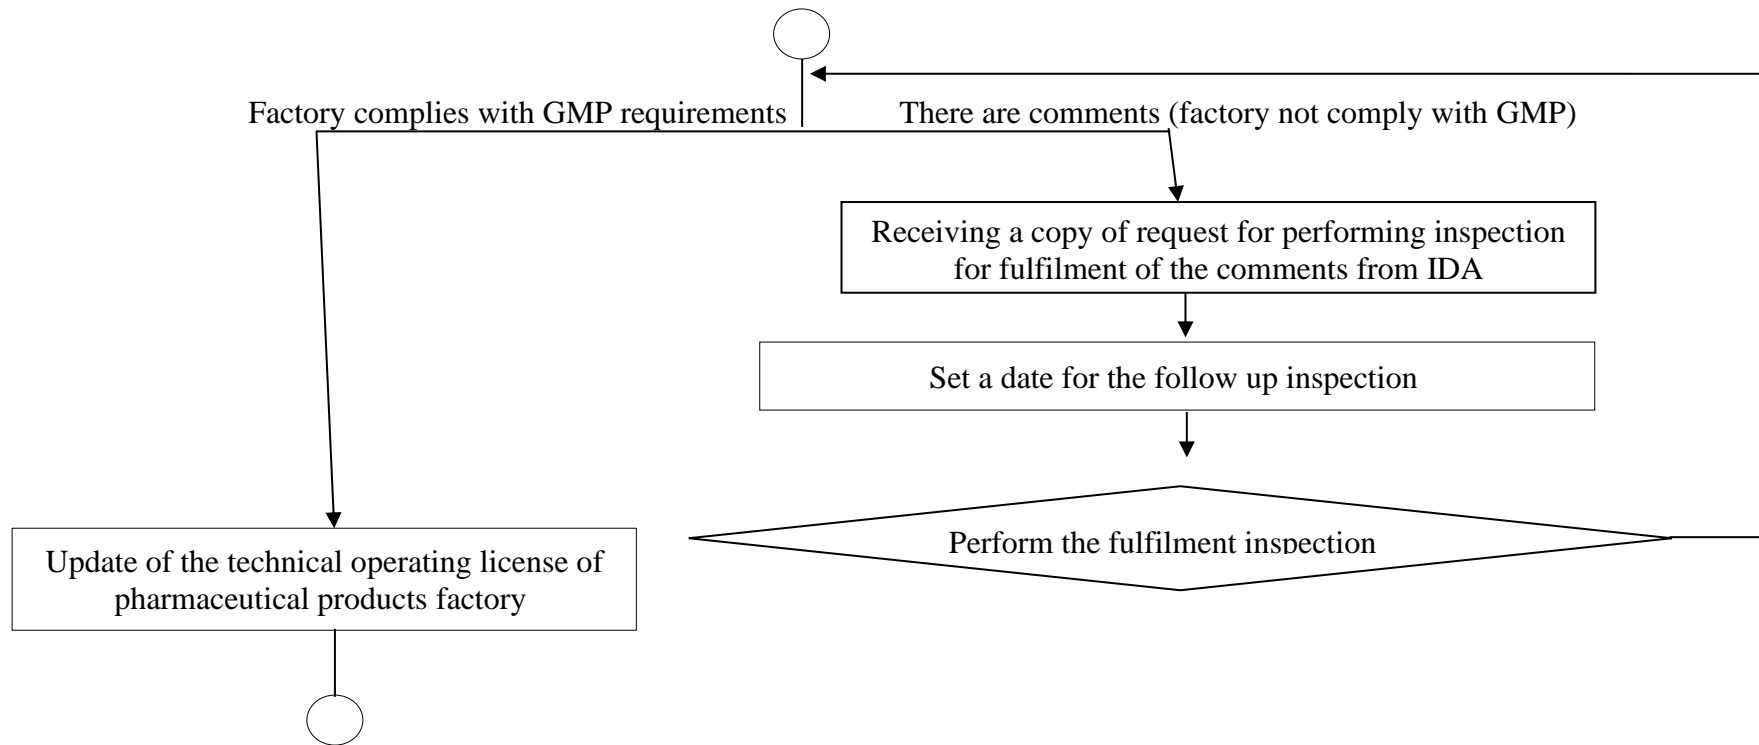 Factory complies with GMP requirements
There are comments (factory not comply with GMP)
Receiving a copy of request for performing inspection
for fulfilment of the comments from IDA
Set a date for the follow up inspection
Perform the fulfilment inspection
Update of the technical operating license of
pharmaceutical products factory